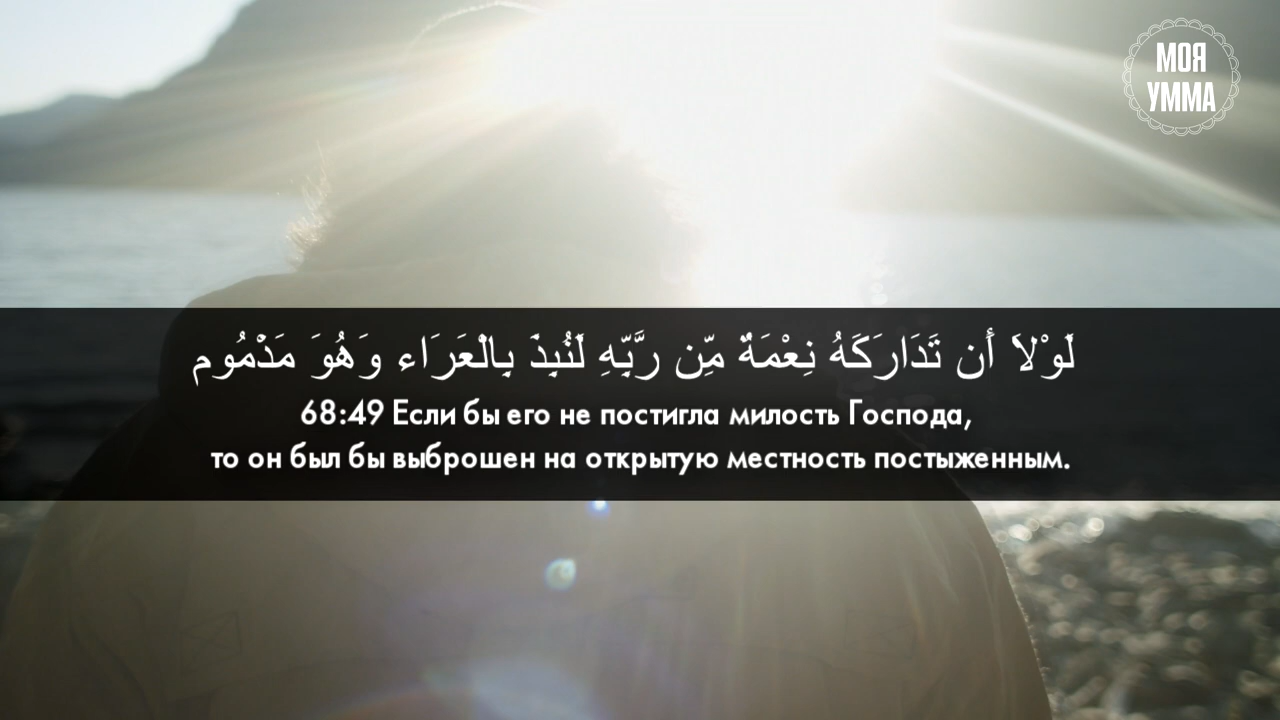 МОЯ
УММА
لَوْلاَ أَن تَدَارَكَهُ نِعْمَةٌ مِّن رَّبِّهِ لَنُبِذَ بِالْعَرَاء وَهُوَ مَذْمُوم
68:49 Если бы его не постигла милость Господа,
то он был бы выброшен на открытую местность постыженным.